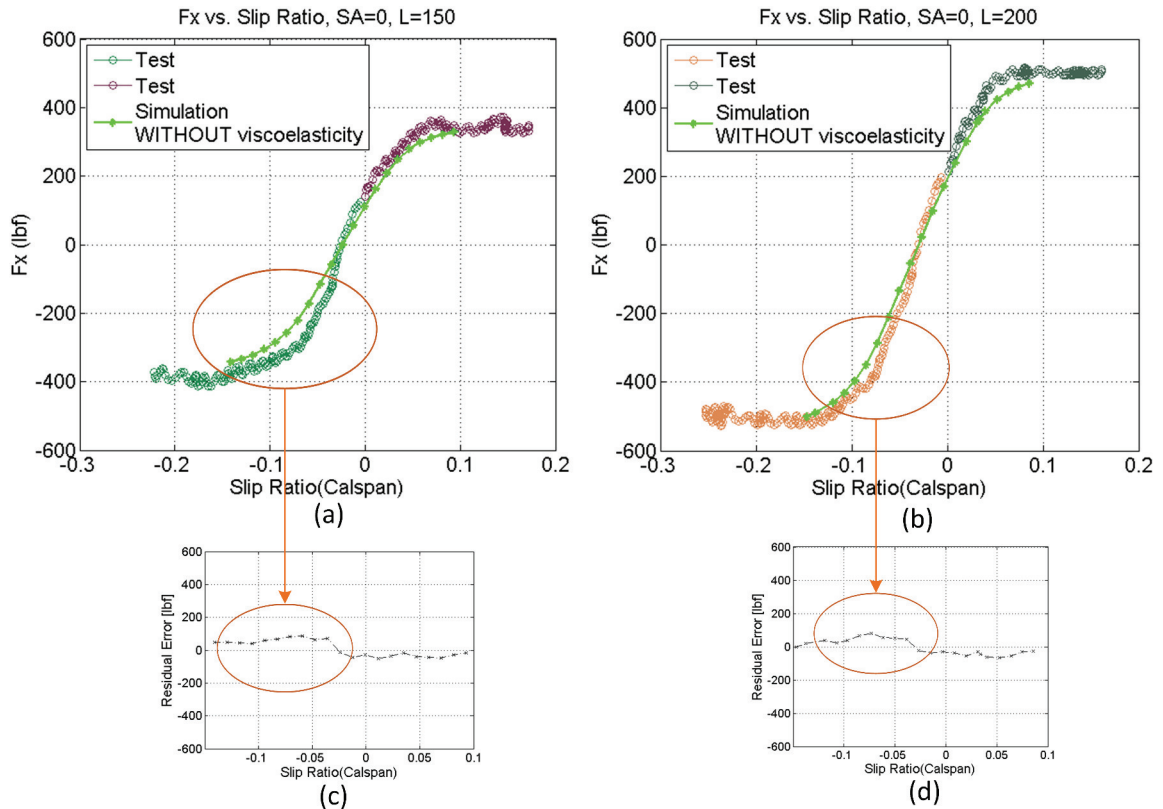 Fx vs. Slip Ratio, SA=0, L=150
600
400
200
0
-200
-400
-600
Fx (lbf)
Test
Test
Simulation
WITHOUT viscoelasticity
-0.3
-0.2
-0.1
0
0.1
0.2
Slip Ratio(Calspan)
(a)
Fx vs. Slip Ratio, SA=0, L=200
600
400
200
0
-200
-400
-600
Fx (lbf)
Test
Test
Simulation
WITHOUT viscoelasticity
-0.3
-0.2
-0.1
0
0.1
0.2
Slip Ratio(Calspan)
(b)
600
400
200
0
-200
-400
-600
Residual Error [lbf]
-0.1
-0.05
0
0.05
0.1
Slip Ratio(Calspan)
(c)
600
400
200
0
-200
-400
-600
Residual Error [lbf]
-0.1
-0.05
0
0.05
0.1
Slip Ratio(Calspan)
(d)